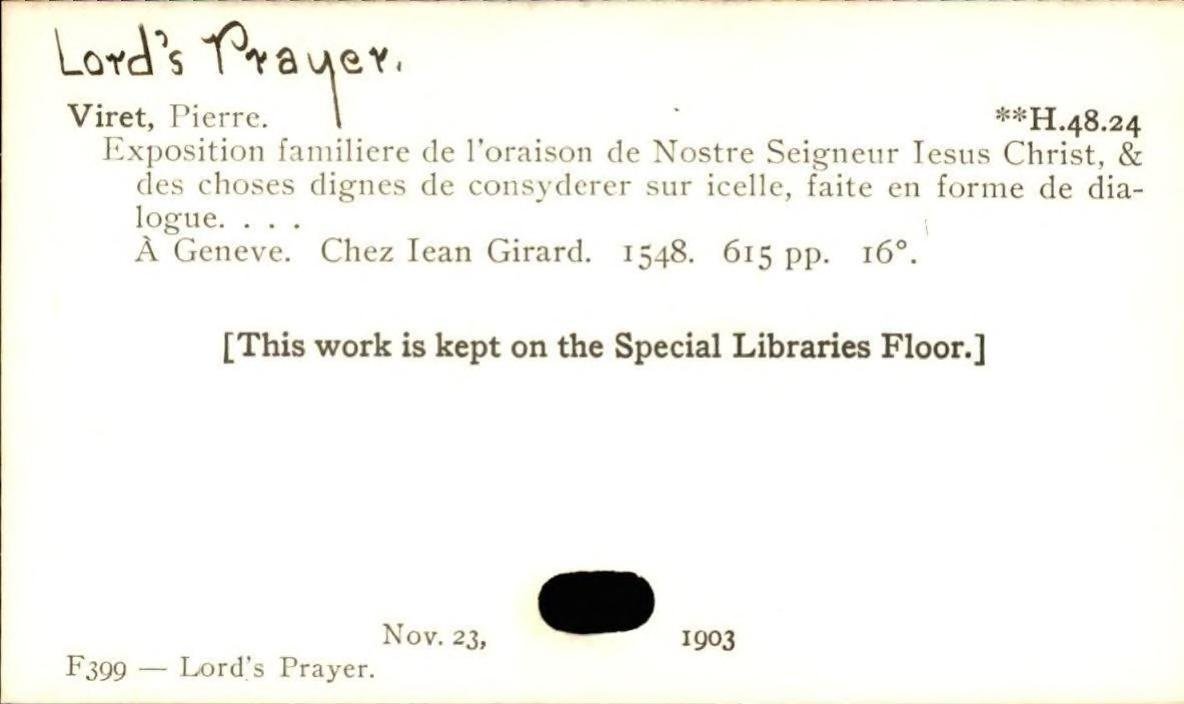 Lord's Prayer.
Viret, Pierre. **H.48.24
Exposition familiere de l'oraison de Nostre Seigneur Iesus Christ, &
des choses dignes de consyderer sur icelle, faite en forme de dia-
logue. . . .
À Geneve. Chez Iean Girard. 1548. 615 pp. 16°.
[This work is kept on the Special Libraries Floor.]
Nov. 23, 1903
F399 — Lord's Prayer.